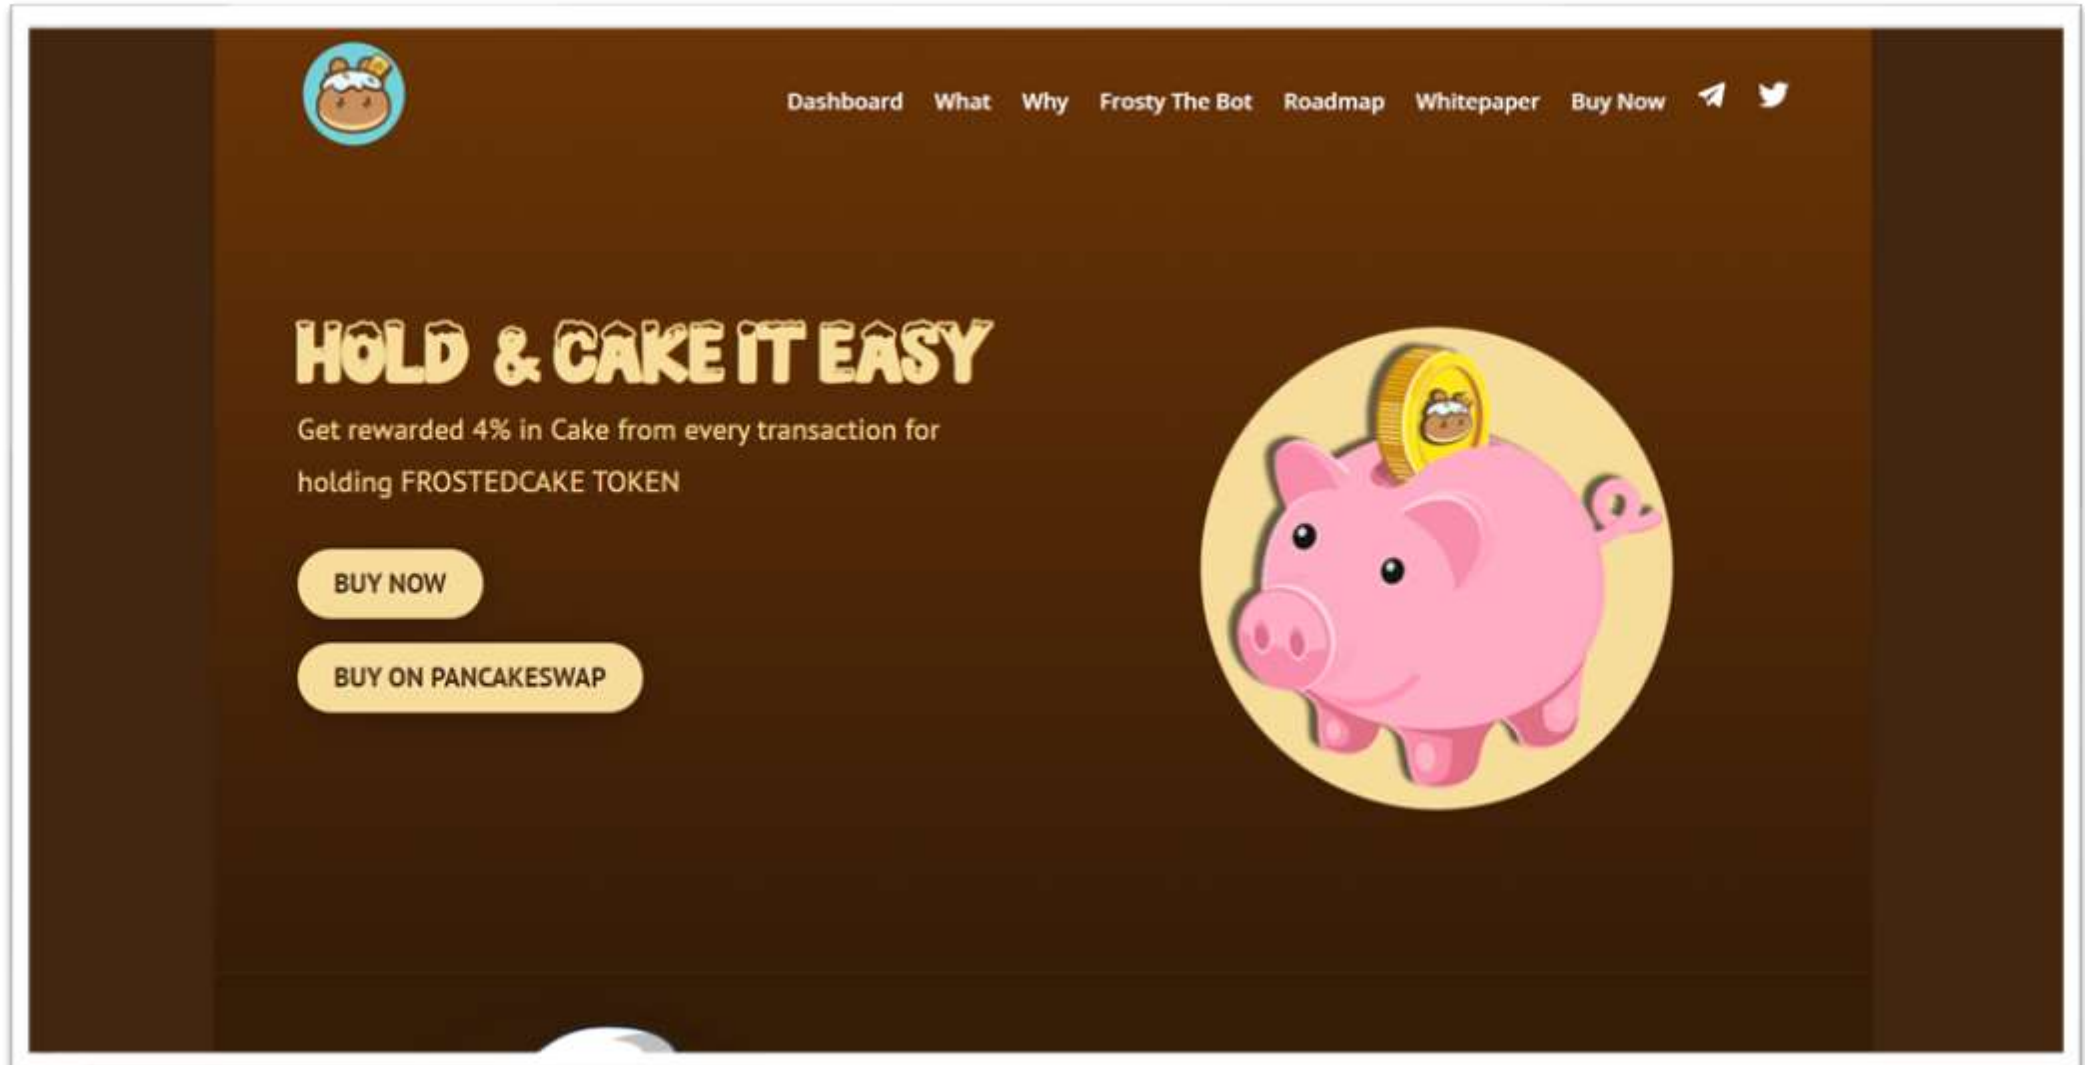 Dashboard What Why Frosty The Bot Roadmap Whitepaper Buy Now
HOLD & CAKE IT EASY
Get rewarded 4% in Cake from every transaction for
holding FROSTEDCAKE TOKEN
BUY NOW
BUY ON PANCAKESWAP